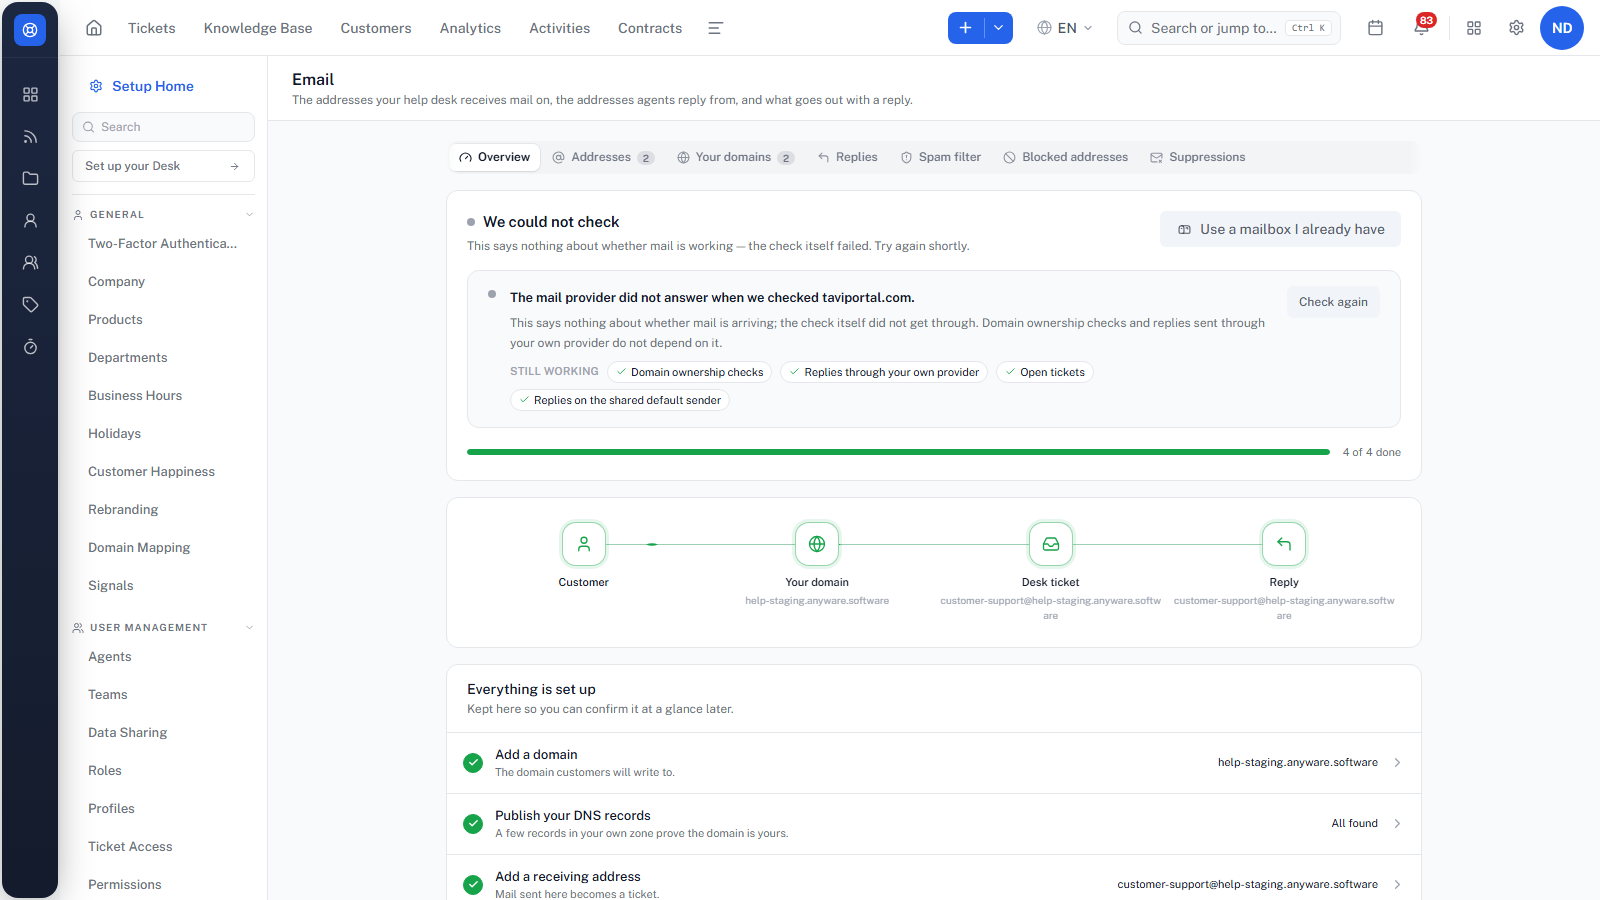 Tickets
Knowledge Base
Customers
Analytics
Activities
Contracts
EN
Search or jump to...
Ctrl K
83
ND
Setup Home
Search
Set up your Desk
GENERAL
Two-Factor Authentica...
Company
Products
Departments
Business Hours
Holidays
Customer Happiness
Rebranding
Domain Mapping
Signals
USER MANAGEMENT
Agents
Teams
Data Sharing
Roles
Profiles
Ticket Access
Permissions
Email
The addresses your help desk receives mail on, the addresses agents reply from, and what goes out with a reply.
Overview
Addresses 2
Your domains 2
Replies
Spam filter
Blocked addresses
Suppressions
We could not check
This says nothing about whether mail is working — the check itself failed. Try again shortly.
Use a mailbox I already have
The mail provider did not answer when we checked taviportal.com.
This says nothing about whether mail is arriving; the check itself did not get through. Domain ownership checks and replies sent through
your own provider do not depend on it.
Check again
STILL WORKING
Domain ownership checks
Replies through your own provider
Open tickets
Replies on the shared default sender
4 of 4 done
Customer
Your domain
help-staging.anyware.software
Desk ticket
customer-support@help-staging.anyware.softw
are
Reply
customer-support@help-staging.anyware.softw
are
Everything is set up
Kept here so you can confirm it at a glance later.
Add a domain
The domain customers will write to.
help-staging.anyware.software
Publish your DNS records
A few records in your own zone prove the domain is yours.
All found
Add a receiving address
Mail sent here becomes a ticket.
customer-support@help-staging.anyware.software